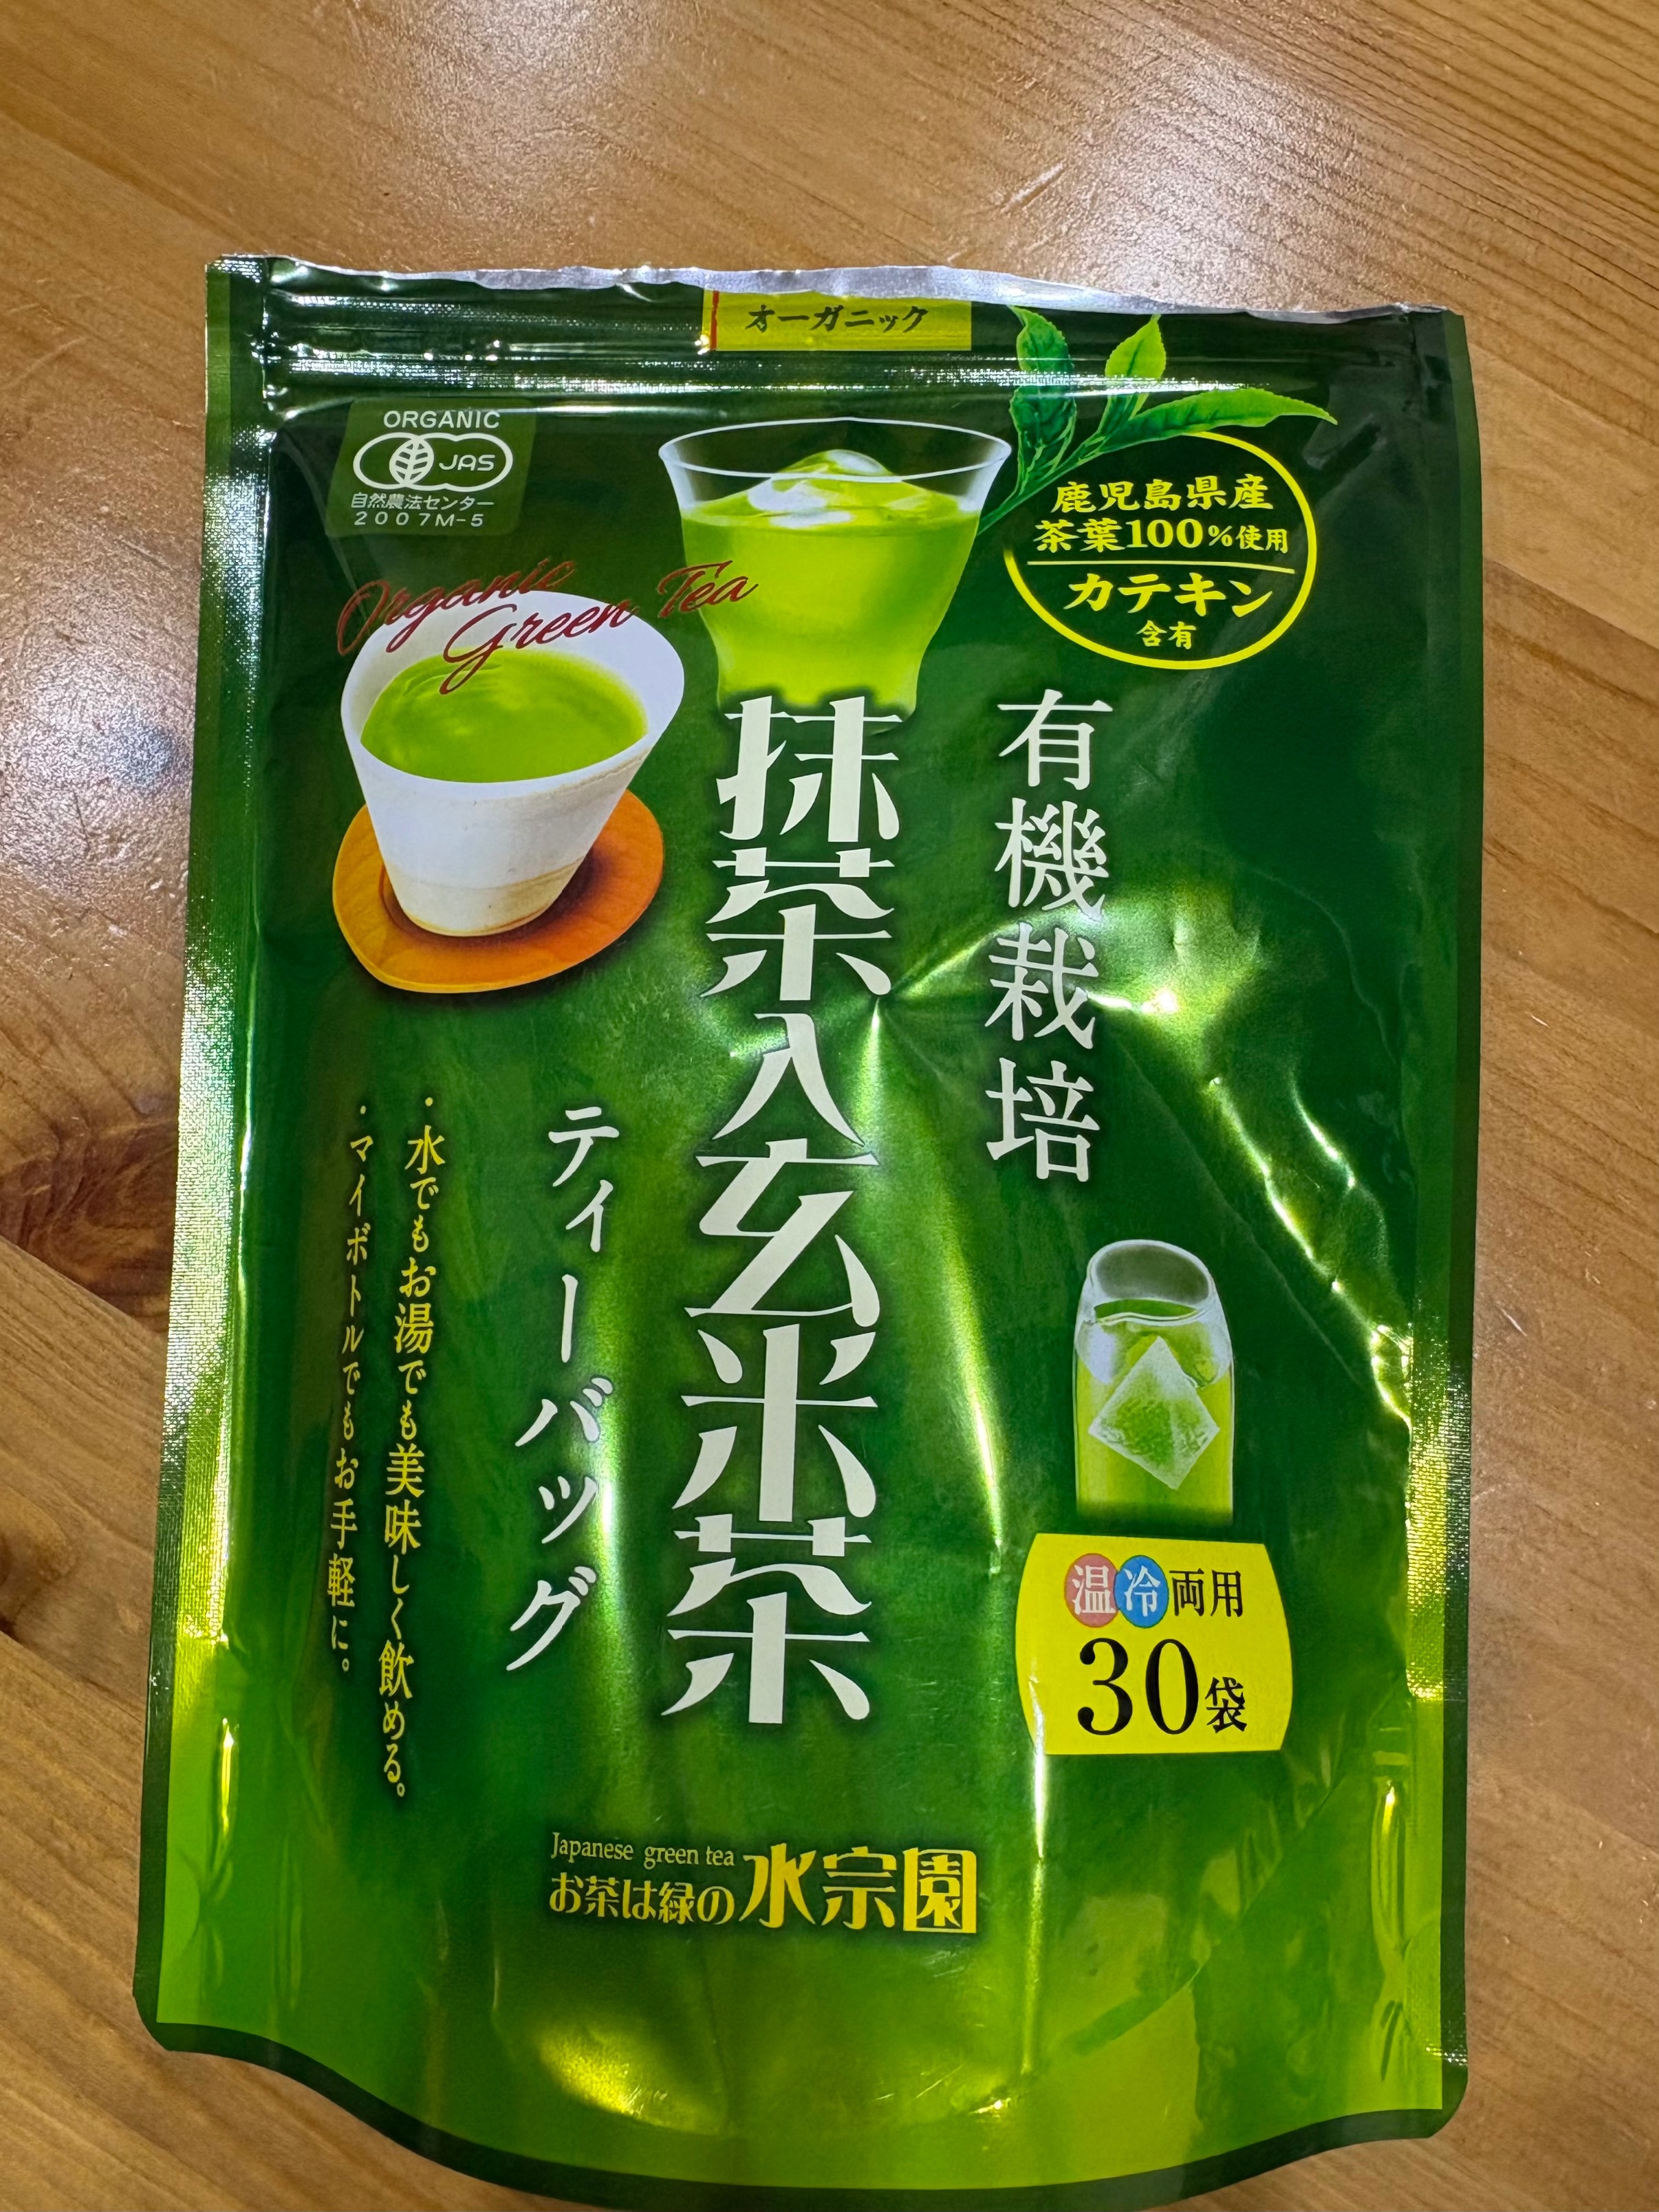 オーガニック
ORGANIC
JAS
自然農法センター
2007M-5
鹿児島県産
茶葉100%使用
カテキン
含有
Organic
Green Tea
有機栽培
抹茶入玄米茶
ティーバッグ
・水でもお湯でも美味しく飲める。
・マイボトルでもお手軽に。
温冷両用
30袋
Japanese green tea
お茶は緑の水宗園